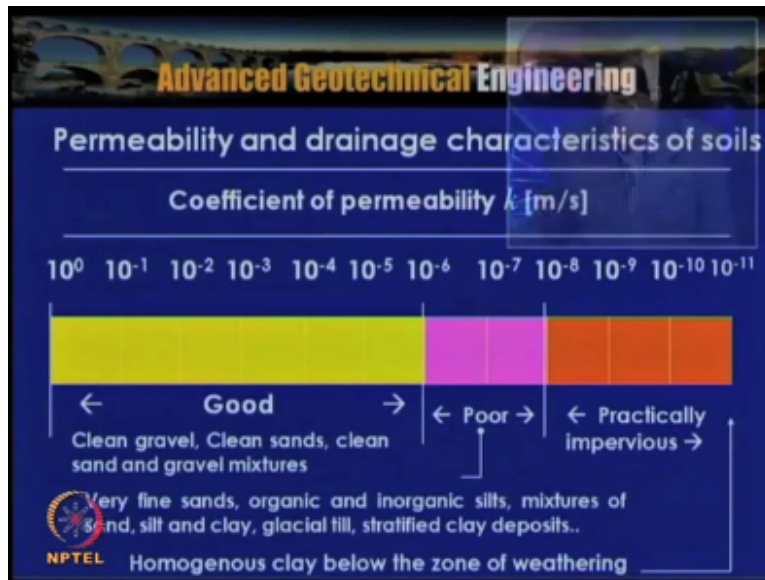 Advanced Geotechnical Engineering
Permeability and drainage characteristics of soils
Coefficient of permeability k [m/s]
10⁰ 10⁻¹ 10⁻² 10⁻³ 10⁻⁴ 10⁻⁵ 10⁻⁶ 10⁻⁷ 10⁻⁸ 10⁻⁹ 10⁻¹⁰ 10⁻¹¹
← Good →
← Poor →
← Practically
impervious →
Clean gravel, Clean sands, clean
sand and gravel mixtures
Very fine sands, organic and inorganic silts, mixtures of
sand, silt and clay, glacial till, stratified clay deposits..
NPTEL
Homogenous clay below the zone of weathering